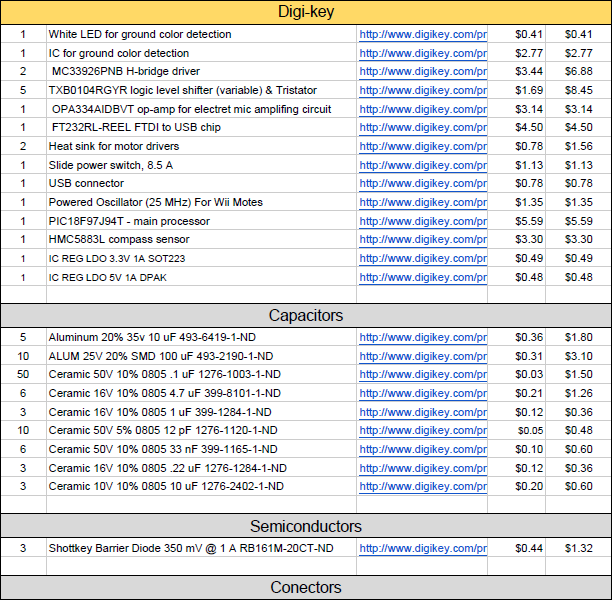 Digi-key
1 White LED for ground color detection http://www.digikey.com/pr $0.41 $0.41
1 IC for ground color detection http://www.digikey.com/pr $2.77 $2.77
2 MC33926PNB H-bridge driver http://www.digikey.com/pr $3.44 $6.88
5 TXB0104RGYR logic level shifter (variable) & Tristator http://www.digikey.com/pr $1.69 $8.45
1 OPA334AIDBVT op-amp for electret mic amplifing circuit http://www.digikey.com/pr $3.14 $3.14
1 FT232RL-REEL FTDI to USB chip http://www.digikey.com/pr $4.50 $4.50
2 Heat sink for motor drivers http://www.digikey.com/pr $0.78 $1.56
1 Slide power switch, 8.5 A http://www.digikey.com/pr $1.13 $1.13
1 USB connector http://www.digikey.com/pr $0.78 $0.78
1 Powered Oscillator (25 MHz) For Wii Motes http://www.digikey.com/pr $1.35 $1.35
1 PIC18F97J94T - main processor http://www.digikey.com/pr $5.59 $5.59
1 HMC5883L compass sensor http://www.digikey.com/pr $3.30 $3.30
1 IC REG LDO 3.3V 1A SOT223 http://www.digikey.com/pr $0.49 $0.49
1 IC REG LDO 5V 1A DPAK http://www.digikey.com/pr $0.48 $0.48
Capacitors
5 Aluminum 20% 35v 10 uF 493-6419-1-ND http://www.digikey.com/pr $0.36 $1.80
10 ALUM 25V 20% SMD 100 uF 493-2190-1-ND http://www.digikey.com/pr $0.31 $3.10
50 Ceramic 50V 10% 0805 .1 uF 1276-1003-1-ND http://www.digikey.com/pr $0.03 $1.50
6 Ceramic 16V 10% 0805 4.7 uF 399-8101-1-ND http://www.digikey.com/pr $0.21 $1.26
3 Ceramic 16V 10% 0805 1 uF 399-1284-1-ND http://www.digikey.com/pr $0.12 $0.36
10 Ceramic 50V 5% 0805 12 pF 1276-1120-1-ND http://www.digikey.com/pr $0.05 $0.48
6 Ceramic 50V 10% 0805 33 nF 399-1165-1-ND http://www.digikey.com/pr $0.10 $0.60
3 Ceramic 16V 10% 0805 .22 uF 1276-1284-1-ND http://www.digikey.com/pr $0.12 $0.36
3 Ceramic 10V 10% 0805 10 uF 1276-2402-1-ND http://www.digikey.com/pr $0.20 $0.60
Semiconductors
3 Shottkey Barrier Diode 350 mV @ 1 A RB161M-20CT-ND http://www.digikey.com/pr $0.44 $1.32
Conectors